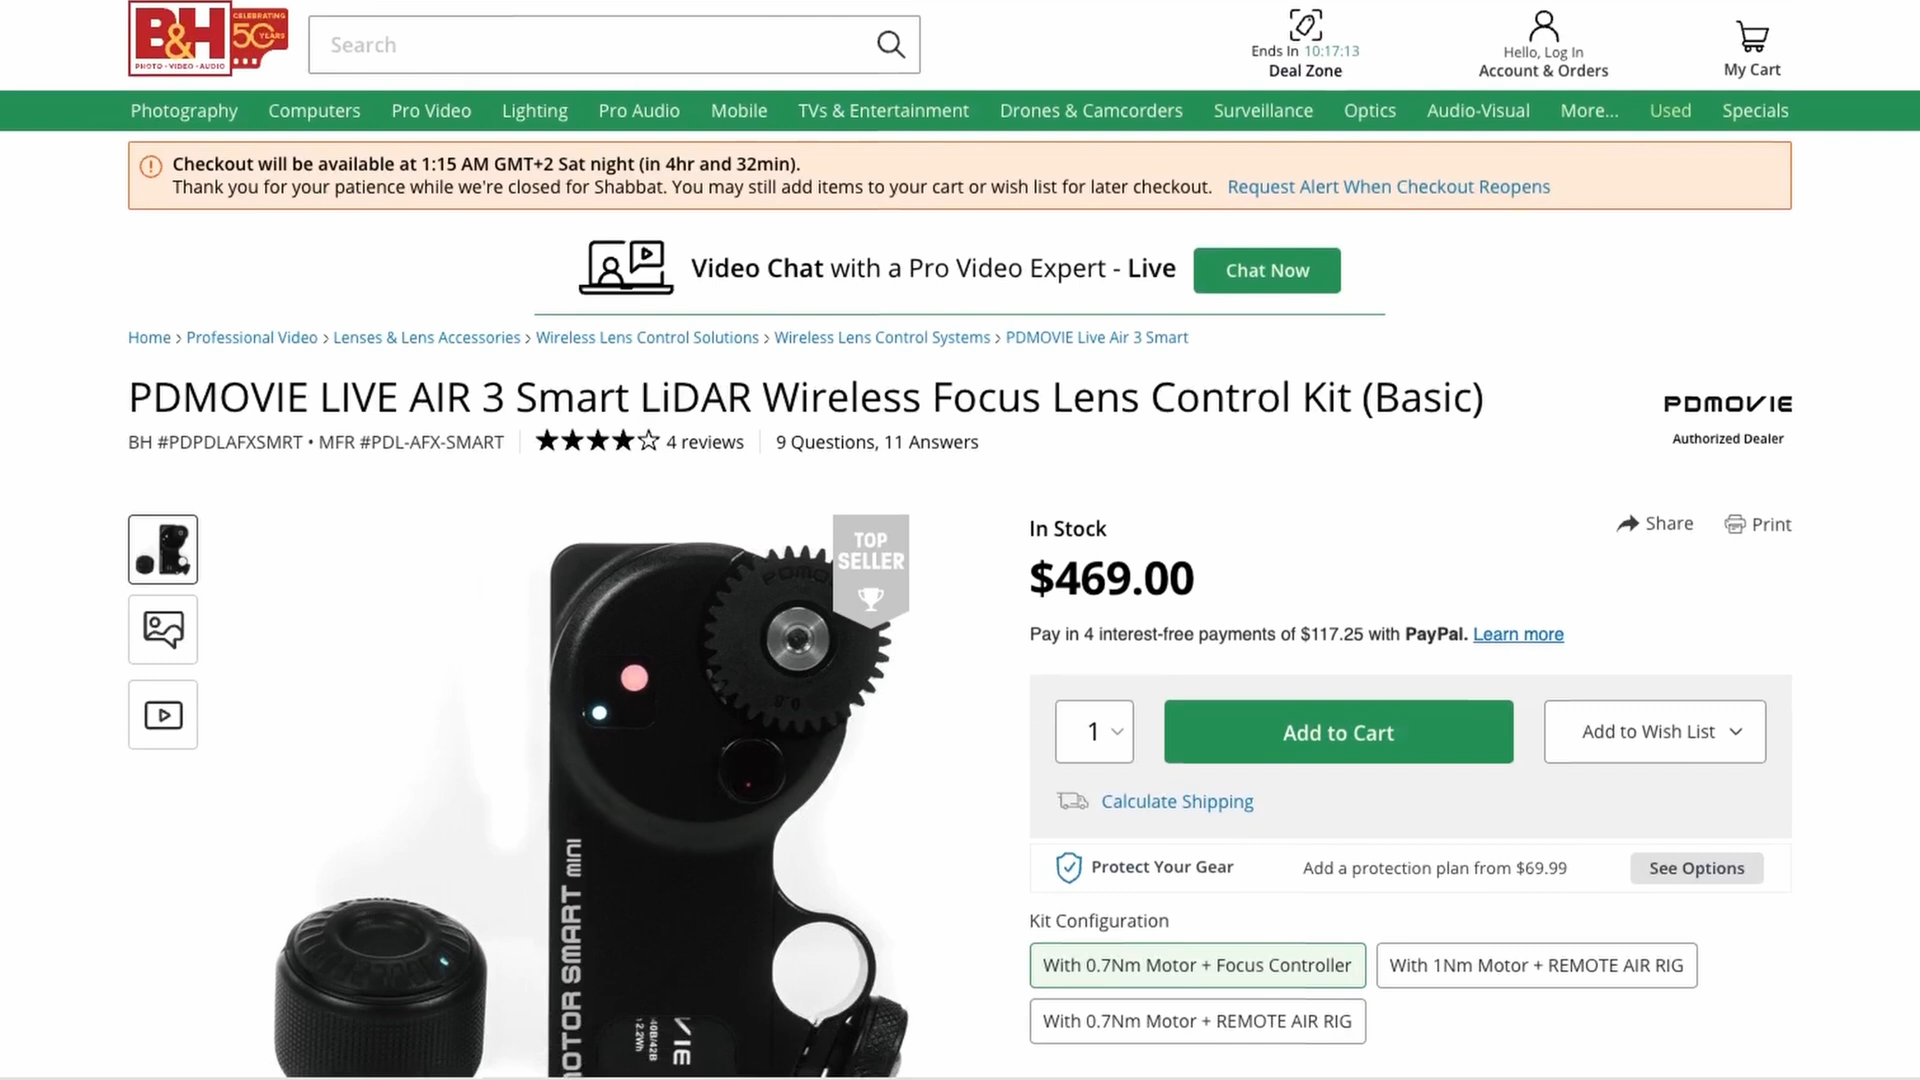 B&H
PHOTO • VIDEO • AUDIO
CELEBRATING
50 YEARS
Search
Ends In 10:17:13
Deal Zone
Hello, Log In
Account & Orders
My Cart
Photography Computers Pro Video Lighting Pro Audio Mobile TVs & Entertainment Drones & Camcorders Surveillance Optics Audio-Visual More... Used Specials
Checkout will be available at 1:15 AM GMT+2 Sat night (in 4hr and 32min).
Thank you for your patience while we're closed for Shabbat. You may still add items to your cart or wish list for later checkout. Request Alert When Checkout Reopens
Video Chat with a Pro Video Expert - Live
Chat Now
Home > Professional Video > Lenses & Lens Accessories > Wireless Lens Control Solutions > Wireless Lens Control Systems > PDMOVIE Live Air 3 Smart
PDMOVIE LIVE AIR 3 Smart LiDAR Wireless Focus Lens Control Kit (Basic)
PDMOVIE
Authorized Dealer
BH #PDPDLAFXSMRT • MFR #PDL-AFX-SMART
4 reviews
9 Questions, 11 Answers
TOP
SELLER
0.8
OTOR SMART mini
VIE
40B/42B
2.2Wh
In Stock
Share
Print
$469.00
Pay in 4 interest-free payments of $117.25 with PayPal. Learn more
1
Add to Cart
Add to Wish List
Calculate Shipping
Protect Your Gear
Add a protection plan from $69.99
See Options
Kit Configuration
With 0.7Nm Motor + Focus Controller
With 1Nm Motor + REMOTE AIR RIG
With 0.7Nm Motor + REMOTE AIR RIG